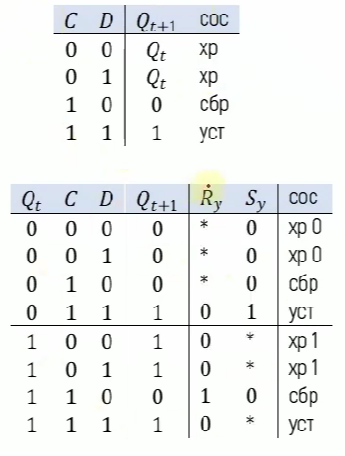 C D Q_{t+1} сос
0 0 Q_t хр
0 1 Q_t хр
1 0 0 сбр
1 1 1 уст
Q_t C D Q_{t+1} Ṙ_y S_y сос
0 0 0 0 * 0 хр 0
0 0 1 0 * 0 хр 0
0 1 0 0 * 0 сбр
0 1 1 1 0 1 уст
1 0 0 1 0 * хр 1
1 0 1 1 0 * хр 1
1 1 0 0 1 0 сбр
1 1 1 1 0 * уст